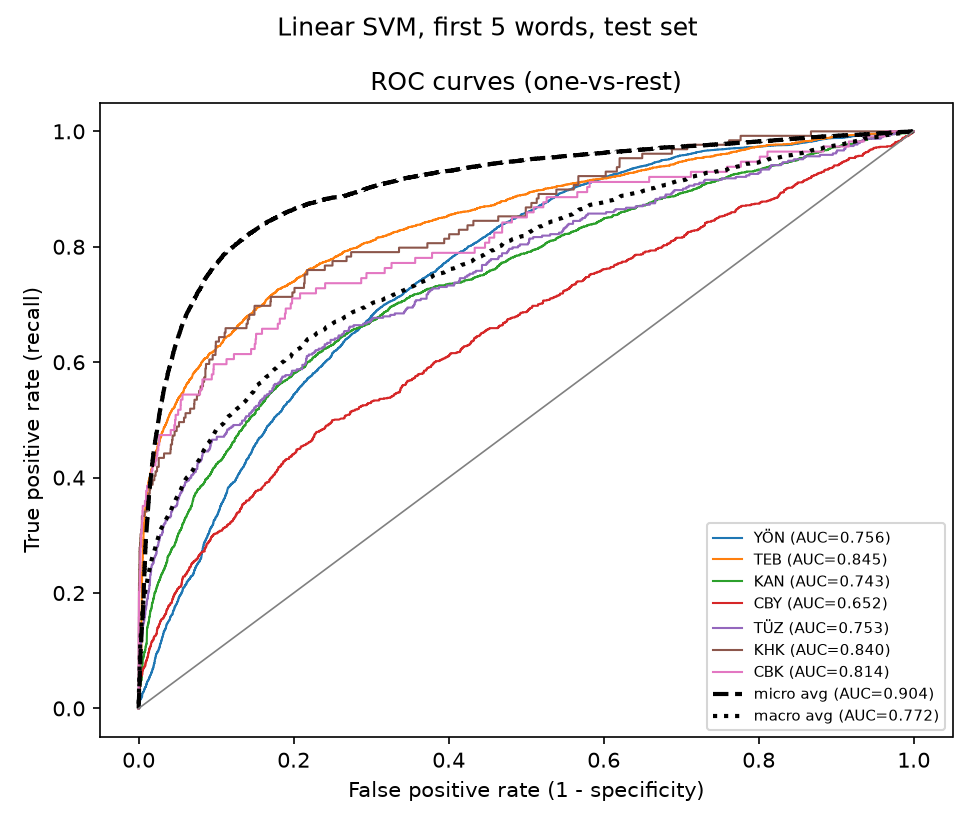 Linear SVM, first 5 words, test set
ROC curves (one-vs-rest)
True positive rate (recall)
1.0
0.8
0.6
0.4
0.2
0.0
0.0 0.2 0.4 0.6 0.8 1.0
False positive rate (1 - specificity)
YÖN (AUC=0.756)
TEB (AUC=0.845)
KAN (AUC=0.743)
CBY (AUC=0.652)
TÜZ (AUC=0.753)
KHK (AUC=0.840)
CBK (AUC=0.814)
micro avg (AUC=0.904)
macro avg (AUC=0.772)